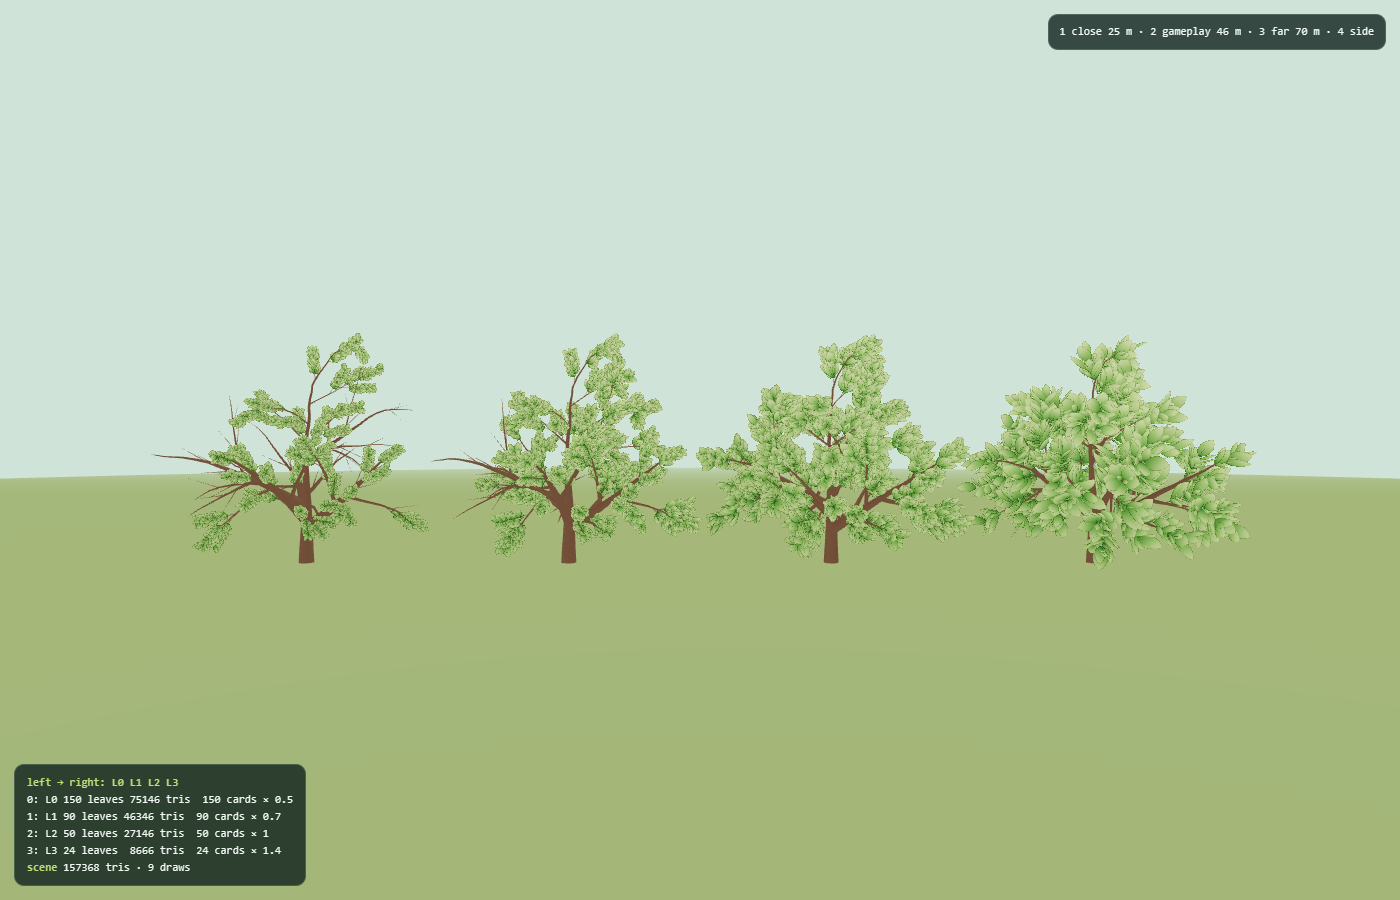 1 close 25 m · 2 gameplay 46 m · 3 far 70 m · 4 side
left → right: L0 L1 L2 L3
0: L0 150 leaves 75146 tris  150 cards × 0.5
1: L1 90 leaves 46346 tris  90 cards × 0.7
2: L2 50 leaves 27146 tris  50 cards × 1
3: L3 24 leaves  8666 tris  24 cards × 1.4
scene 157368 tris · 9 draws